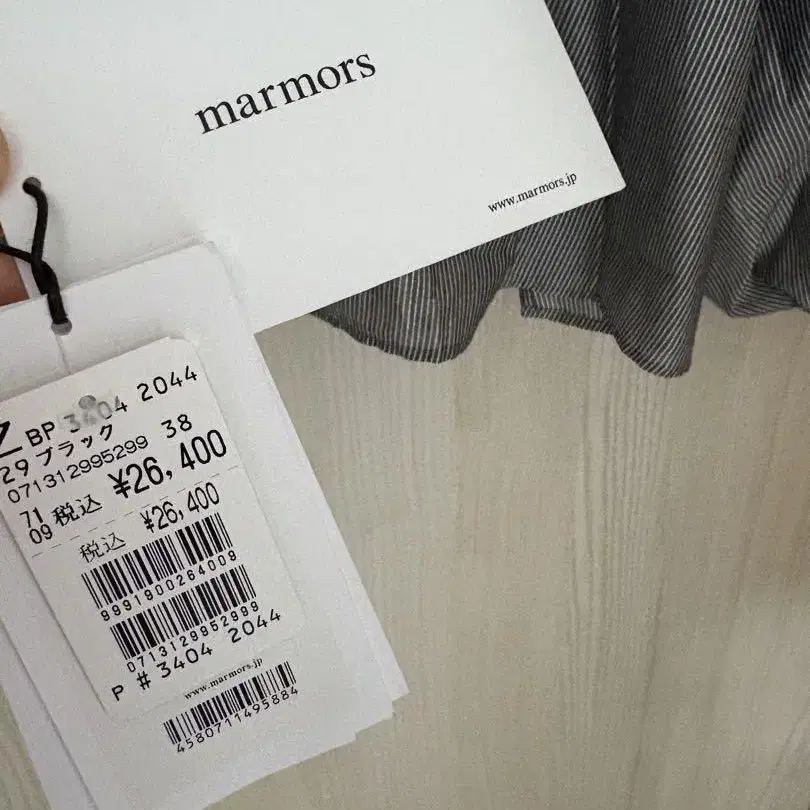 marmors
www.marmors.jp
Z BP 3404 2044
29 ブラック 38
071312995299
71
09 税込 ¥26,400
税込 ¥26,400
9991900264009
0713129952999
P # 3404 2044
www.marmors.jp
4580711495884